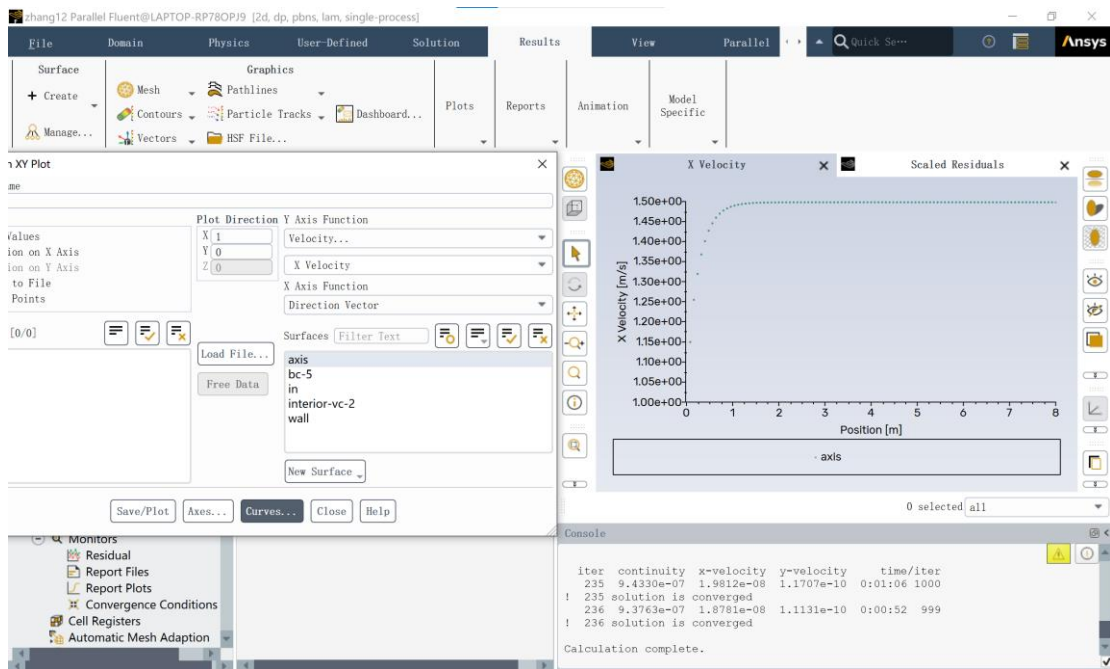 zhang12 Parallel Fluent@LAPTOP-RP78OPJ9 [2d, dp, pbns, lam, single-process]
File Domain Physics User-Defined Solution Results View Parallel Quick Se··· Ansys
Surface Graphics
+ Create Mesh Pathlines
Contours Particle Tracks Dashboard... Plots Reports Animation Model Specific
Manage... Vectors HSF File...
n XY Plot
ame
Plot Direction Y Axis Function
Values X 1 Velocity...
ion on X Axis Y 0
ion on Y Axis Z 0 X Velocity
to File X Axis Function
Points Direction Vector
[0/0] Surfaces Filter Text
Load File...
Free Data
axis
bc-5
in
interior-vc-2
wall
New Surface
Save/Plot Axes... Curves... Close Help
X Velocity Scaled Residuals
1.50e+00
1.45e+00
1.40e+00
1.35e+00
1.30e+00
1.25e+00
1.20e+00
1.15e+00
1.10e+00
1.05e+00
1.00e+00
X Velocity [m/s]
0 1 2 3 4 5 6 7 8
Position [m]
axis
0 selected all
Monitors
Residual
Report Files
Report Plots
Convergence Conditions
Cell Registers
Automatic Mesh Adaption
Console
iter continuity x-velocity y-velocity time/iter
235 9.4330e-07 1.9812e-08 1.1707e-10 0:01:06 1000
! 235 solution is converged
236 9.3763e-07 1.8781e-08 1.1131e-10 0:00:52 999
! 236 solution is converged
Calculation complete.